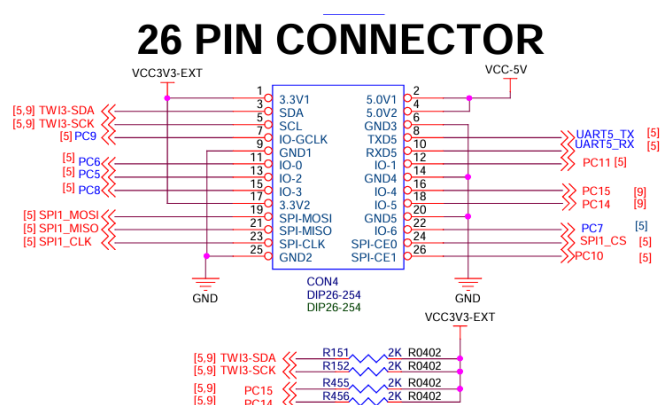 26 PIN CONNECTOR
VCC3V3-EXT VCC-5V
1 3.3V1 5.0V1 2
[5,9] TWI3-SDA 3 SDA 5.0V2 4
[5,9] TWI3-SCK 5 SCL GND3 6
[5] PC9 7 IO-GCLK TXD5 8 UART5_TX [5]
9 GND1 RXD5 10 UART5_RX [5]
[5] PC6 11 IO-0 IO-1 12 PC11 [5]
[5] PC5 13 IO-2 GND4 14
[5] PC8 15 IO-3 IO-4 16 PC15 [9]
17 3.3V2 IO-5 18 PC14 [9]
[5] SPI1_MOSI 19 SPI-MOSI GND5 20
[5] SPI1_MISO 21 SPI-MISO IO-6 22 PC7 [5]
[5] SPI1_CLK 23 SPI-CLK SPI-CE0 24 SPI1_CS [5]
25 GND2 SPI-CE1 26 PC10 [5]
GND CON4 GND
DIP26-254
DIP26-254
VCC3V3-EXT
[5,9] TWI3-SDA R151 2K R0402
[5,9] TWI3-SCK R152 2K R0402
[5,9] PC15 R455 2K R0402
[5,9] PC14 R456 2K R0402